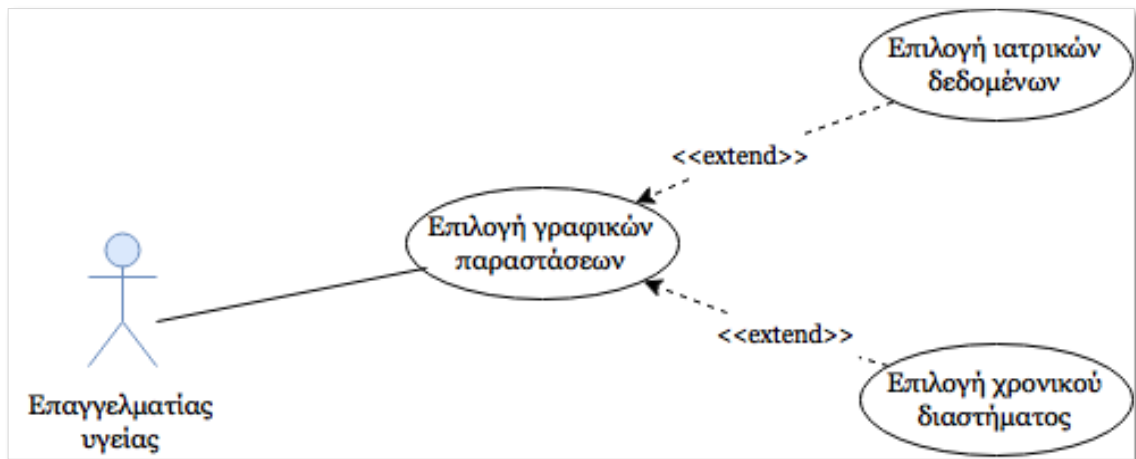 Επιλογή ιατρικών
δεδομένων
<<extend>>
Επιλογή γραφικών
παραστάσεων
<<extend>>
Επιλογή χρονικού
διαστήματος
Επαγγελματίας
υγείας